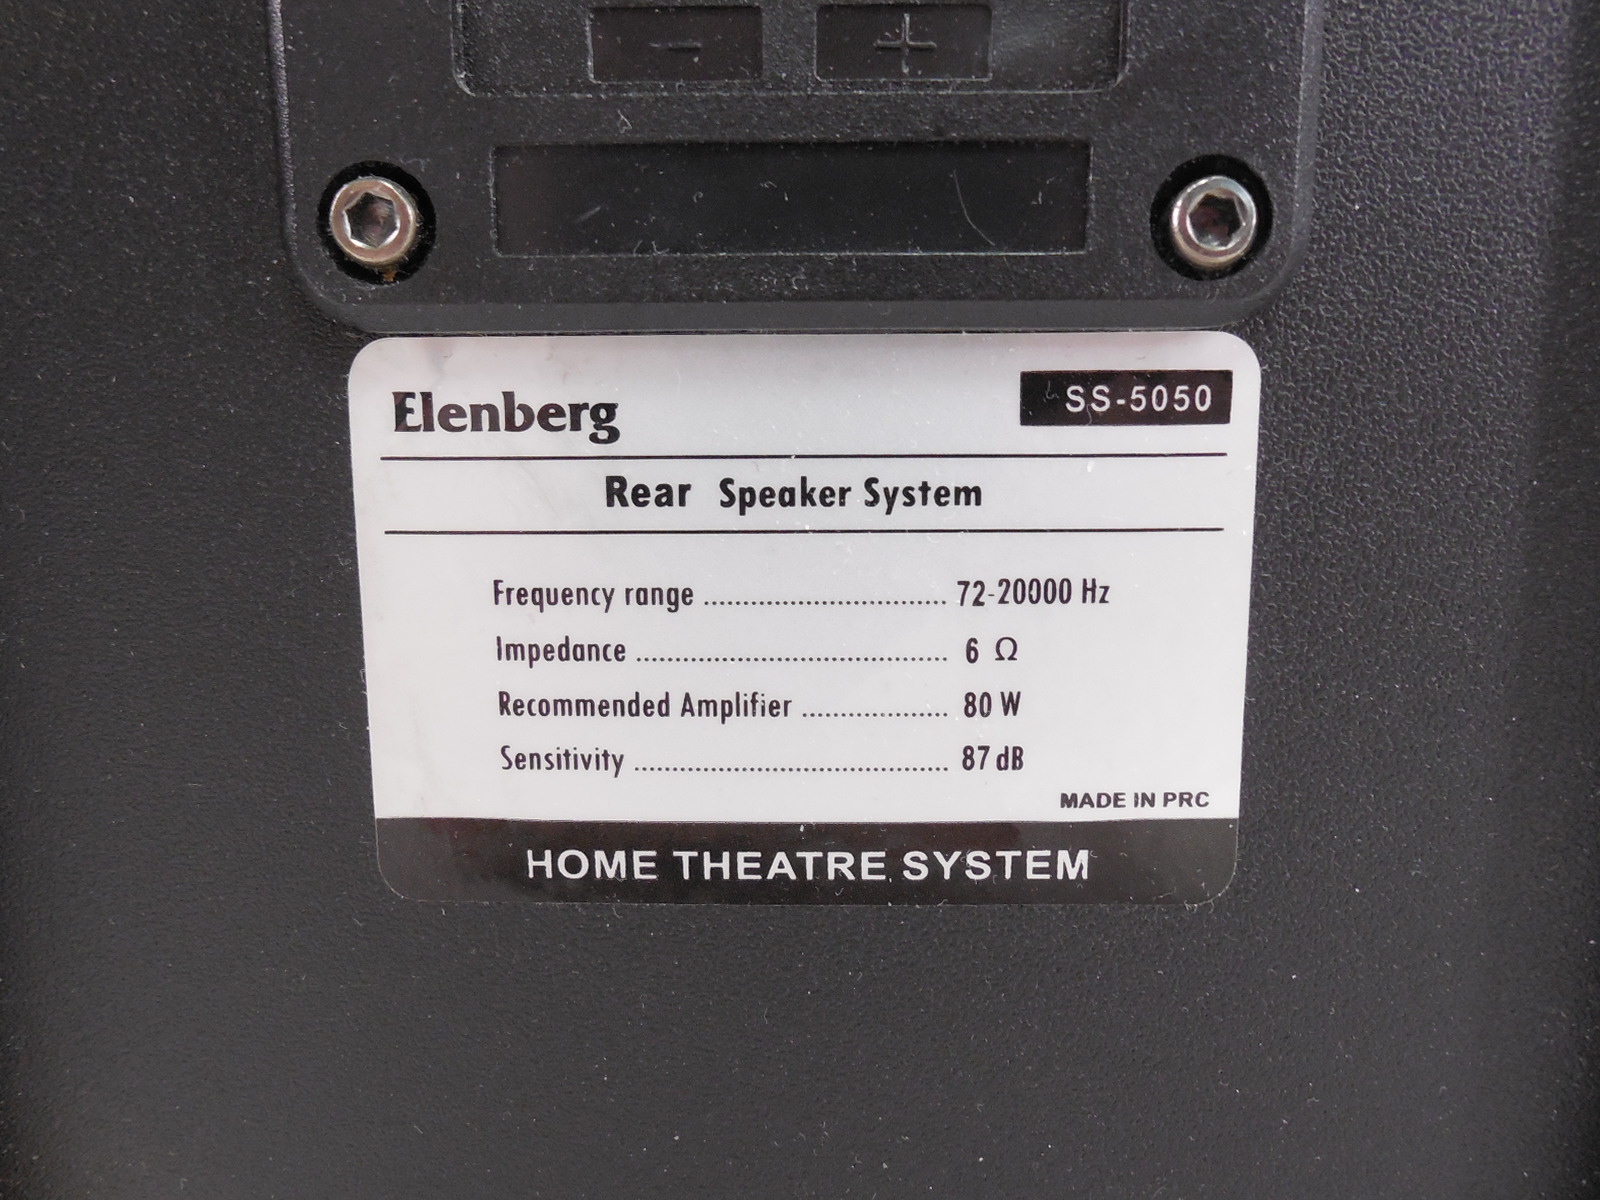 - +
Elenberg SS-5050
Rear Speaker System
Frequency range .............................. 72-20000 Hz
Impedance ....................................... 6 Ω
Recommended Amplifier .................. 80 W
Sensitivity ....................................... 87 dB
MADE IN PRC
HOME THEATRE SYSTEM